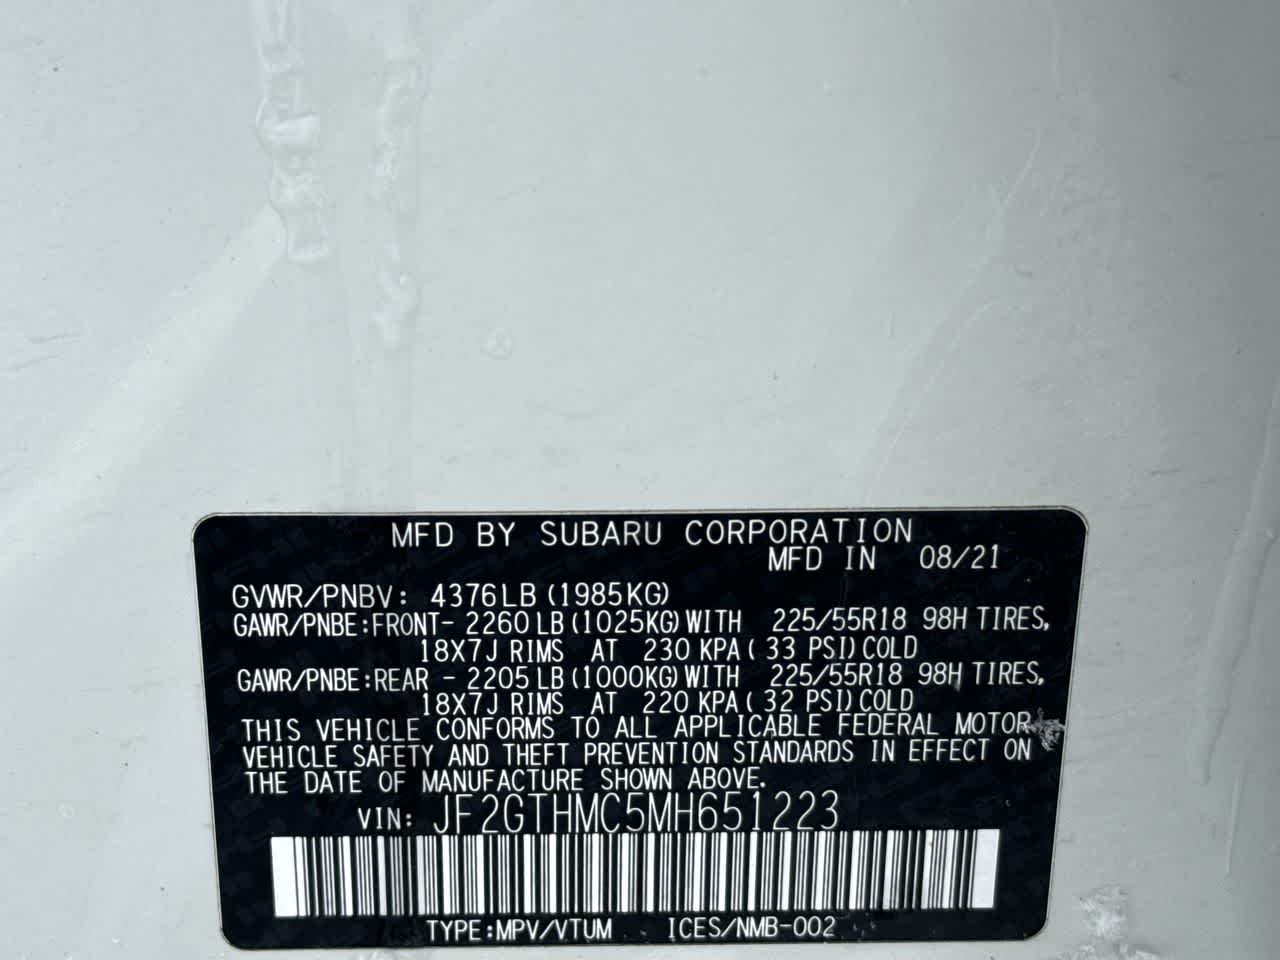 MFD BY SUBARU CORPORATION
MFD IN 08/21
GVWR/PNBV: 4376LB (1985KG)
GAWR/PNBE:FRONT- 2260 LB (1025KG) WITH 225/55R18 98H TIRES,
18X7J RIMS AT 230 KPA ( 33 PSI) COLD
GAWR/PNBE:REAR - 2205 LB (1000KG) WITH 225/55R18 98H TIRES,
18X7J RIMS AT 220 KPA ( 32 PSI) COLD
THIS VEHICLE CONFORMS TO ALL APPLICABLE FEDERAL MOTOR
VEHICLE SAFETY AND THEFT PREVENTION STANDARDS IN EFFECT ON
THE DATE OF MANUFACTURE SHOWN ABOVE.
VIN: JF2GTHMC5MH651223
TYPE:MPV/VTUM ICES/NMB-002